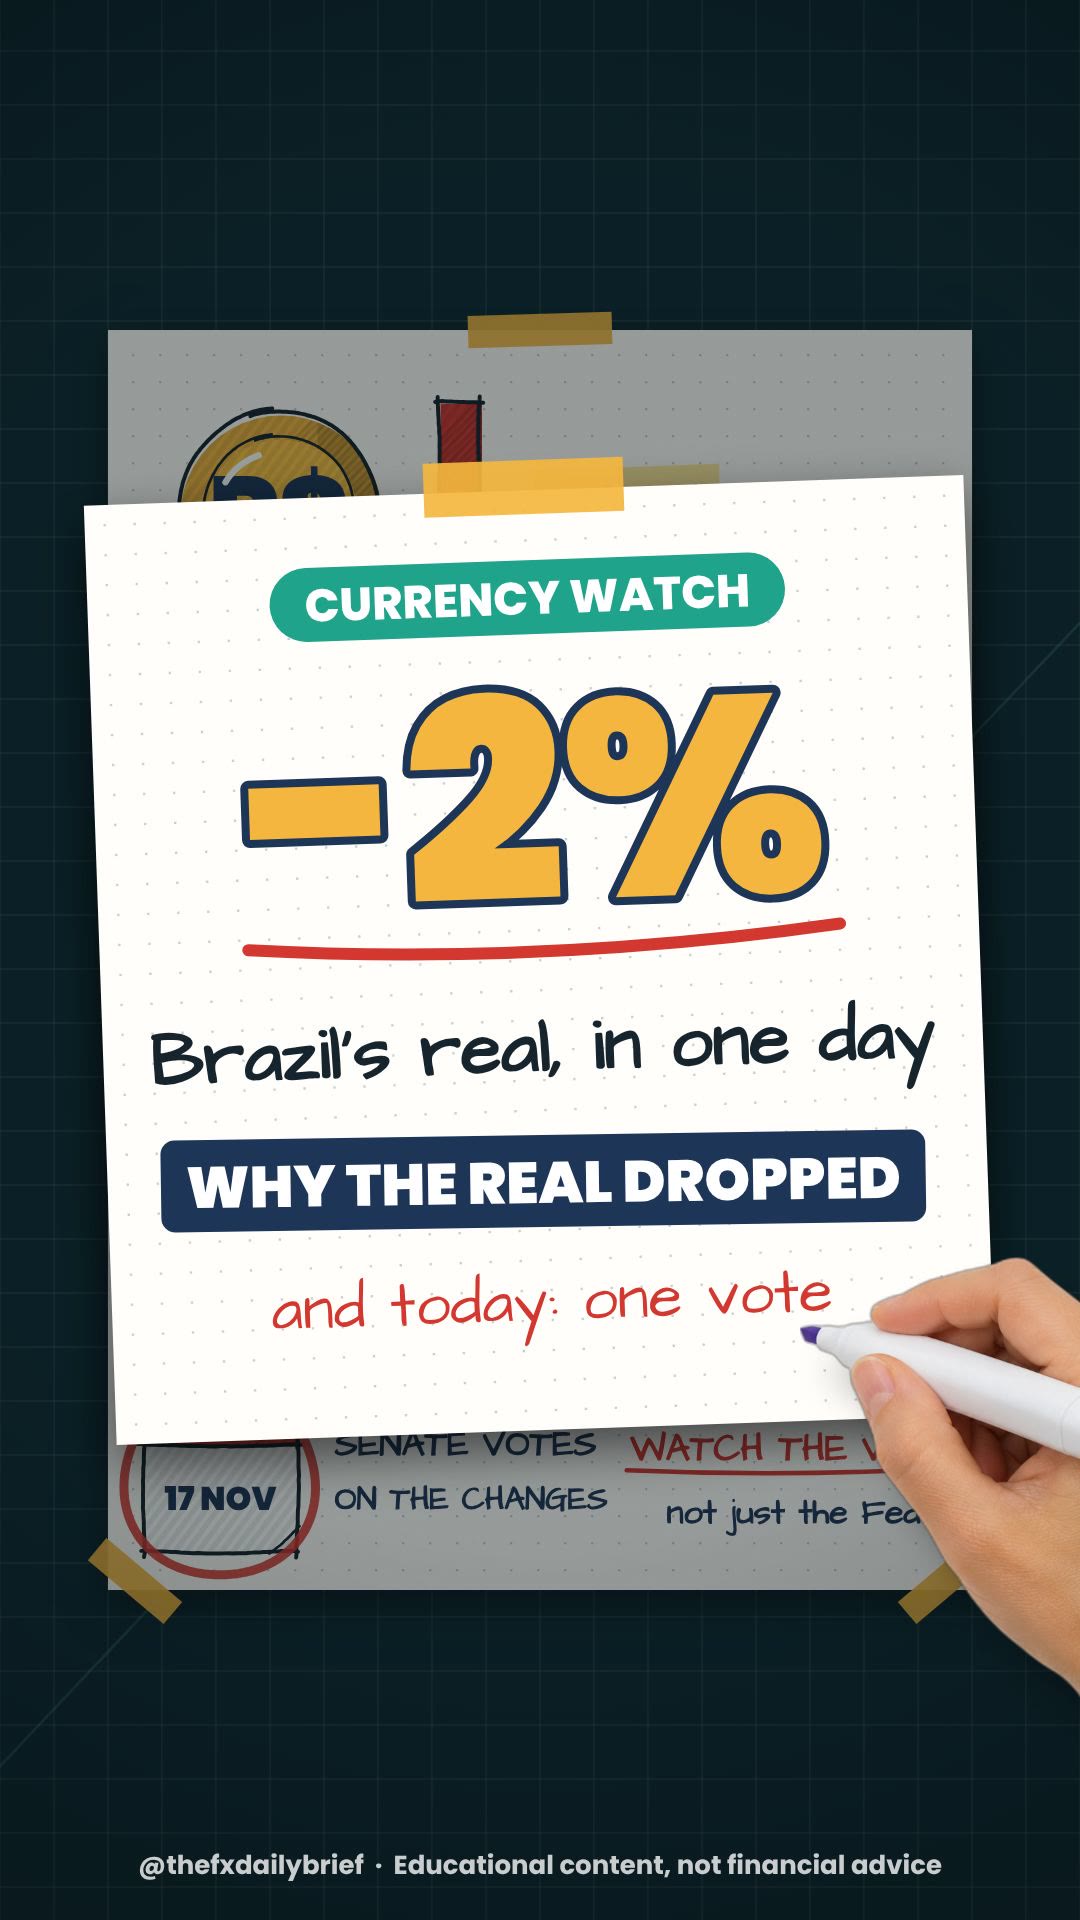 R$
CURRENCY WATCH
-2%
Brazil's real, in one day
WHY THE REAL DROPPED
and today: one vote
17 NOV
SENATE VOTES
ON THE CHANGES
WATCH THE
not just the Fed
@thefxdailybrief · Educational content, not financial advice